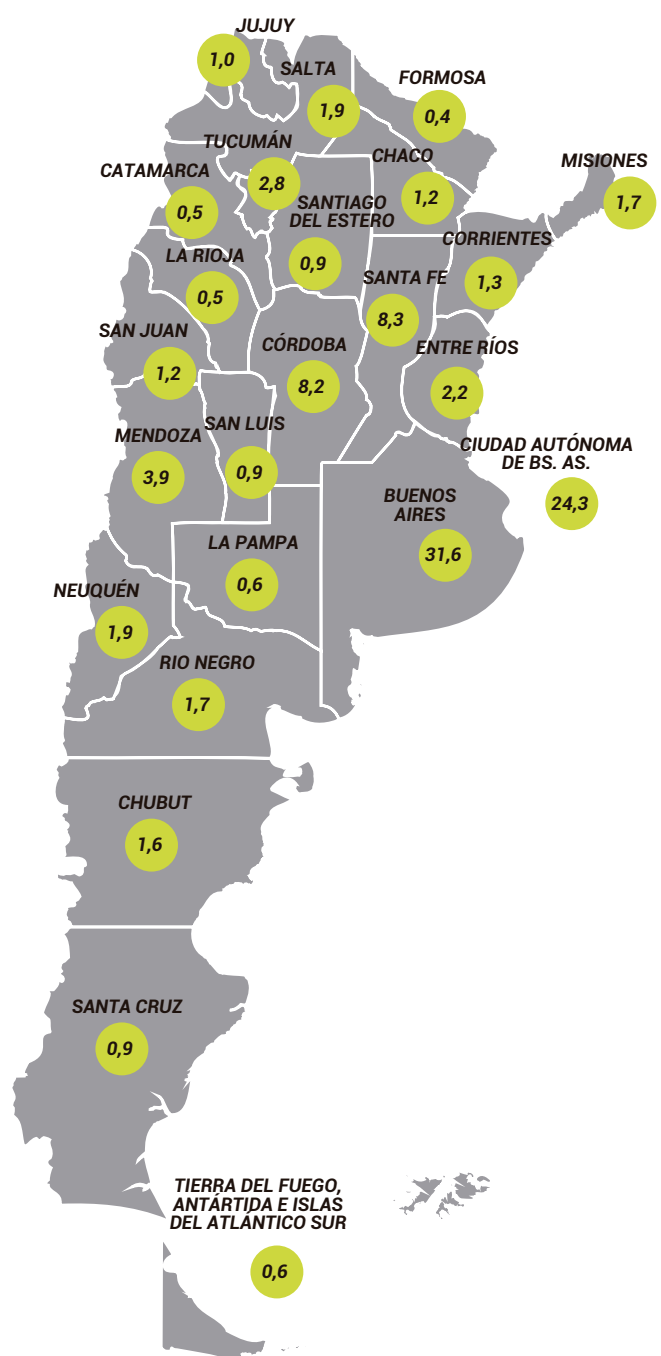 JUJUY
1,0
SALTA
1,9
FORMOSA
0,4
TUCUMÁN
2,8
CHACO
1,2
MISIONES
1,7
CATAMARCA
0,5
SANTIAGO
DEL ESTERO
0,9
CORRIENTES
1,3
LA RIOJA
0,5
SANTA FE
8,3
SAN JUAN
1,2
CÓRDOBA
8,2
ENTRE RÍOS
2,2
MENDOZA
3,9
SAN LUIS
0,9
CIUDAD AUTÓNOMA
DE BS. AS.
24,3
BUENOS
AIRES
31,6
LA PAMPA
0,6
NEUQUÉN
1,9
RIO NEGRO
1,7
CHUBUT
1,6
SANTA CRUZ
0,9
TIERRA DEL FUEGO,
ANTÁRTIDA E ISLAS
DEL ATLÁNTICO SUR
0,6